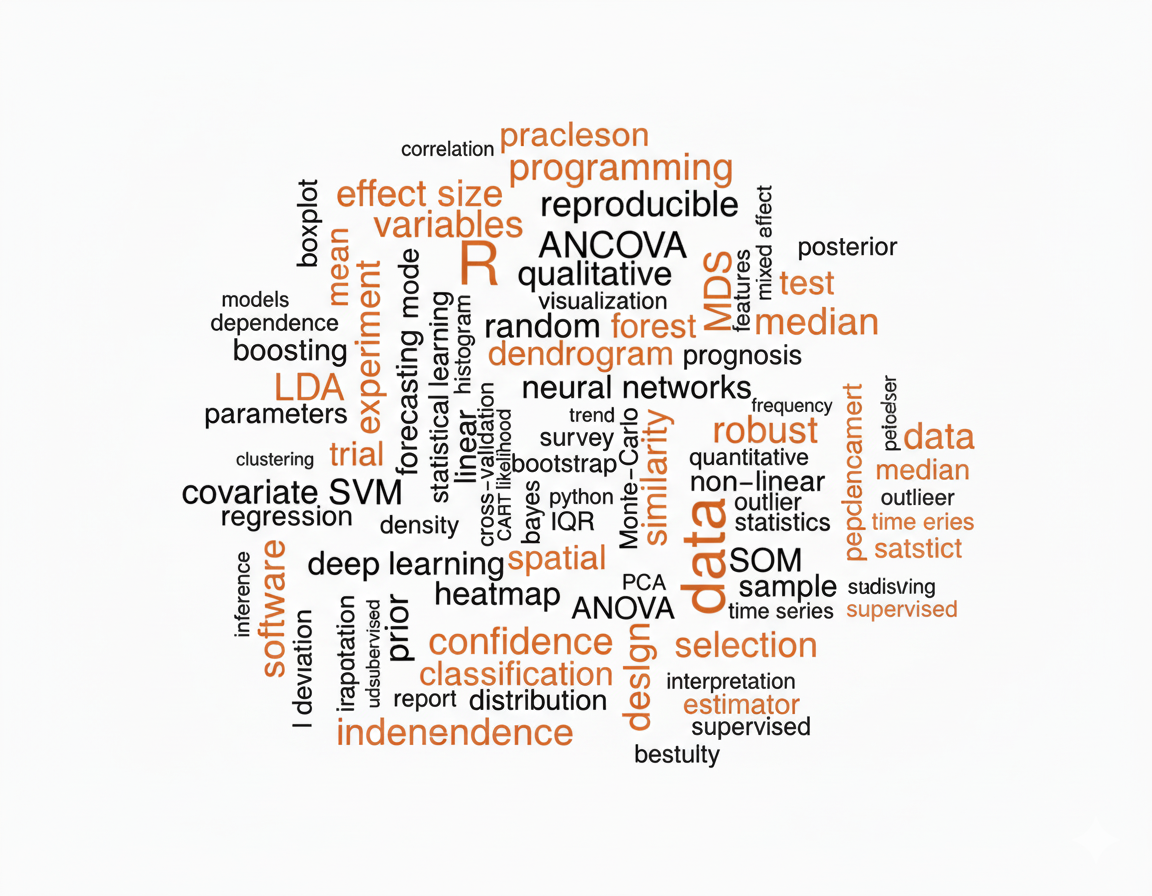 pracleson
correlation
programming
effect size
reproducible
boxplot
variables
mixed affect
mean
R
ANCOVA
posterior
qualitative
MDS
features
test
experiment
forecasting mode
models
visualization
statistical learning
histogram
dependence
random forest
median
boosting
dendrogram
prognosis
LDA
neural networks
parameters
frequency
trend
linear
cross-validation
CART likelihood
Monte-Carlo
similarity
robust
pepdencamert
petoelser
data
survey
clustering
trial
bootstrap
quantitative
median
covariate SVM
non-linear
bayes
python
outlier
outlieer
regression
density
IQR
data
statistics
time eries
satstict
inference
software
deep learning
spatial
SOM
PCA
sample
sudisving
heatmap
ANOVA
time series
supervised
l deviation
irapotation
udsubervised
prior
confidence
design
selection
classification
interpretation
report
distribution
estimator
indenendence
supervised
bestulty